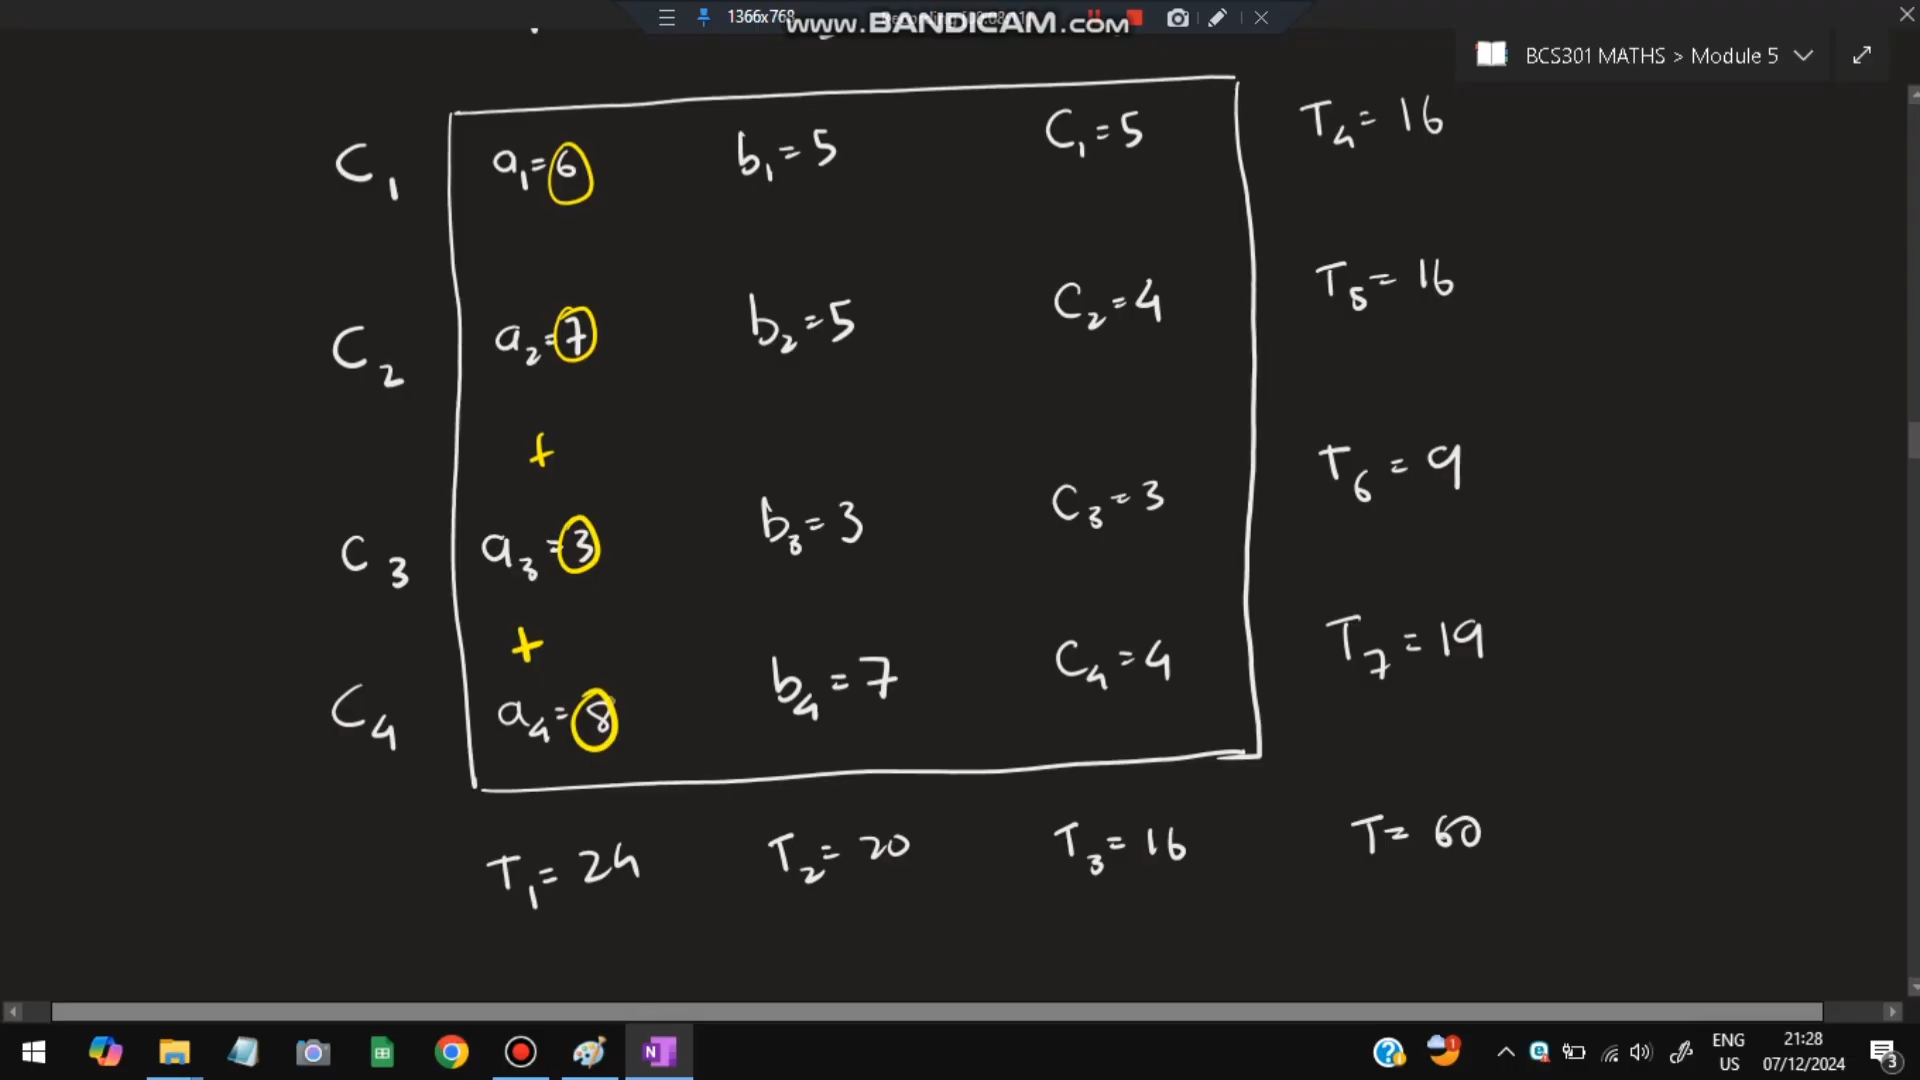 1366x768
www.BANDICAM.com
BCS301 MATHS > Module 5
C1 a1=6 b1=5 C1=5 T4=16
C2 a2=7 b2=5 C2=4 T5=16
+
C3 a3=3 b3=3 C3=3 T6=9
+
C4 a4=8 b4=7 C4=4 T7=19
T1=24 T2=20 T3=16 T=60
ENG 21:28
US 07/12/2024